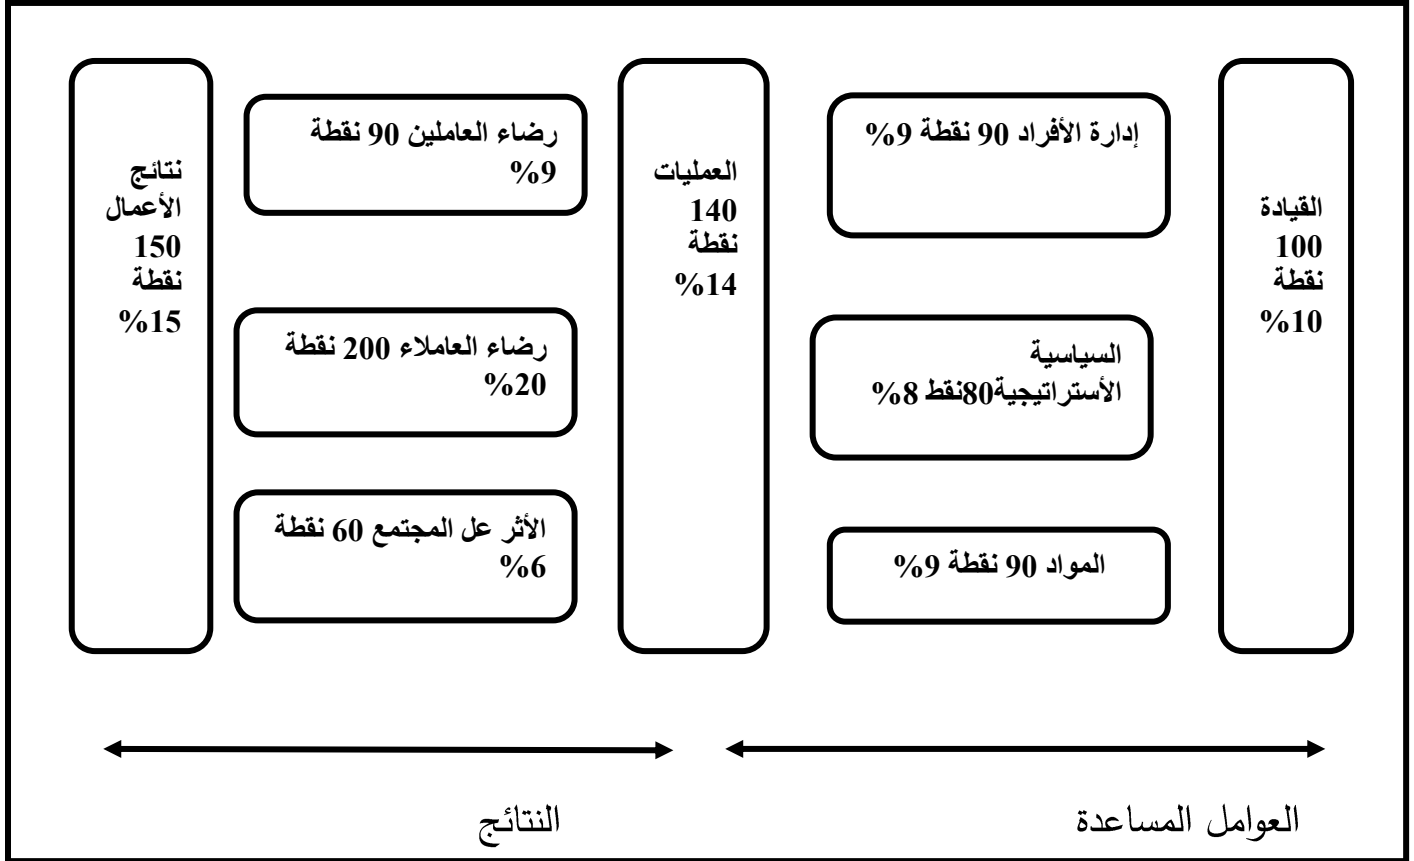 القيادة
100
نقطة
%10
إدارة الأفراد 90 نقطة 9%
السياسية
الأستراتيجية80نقط 8%
المواد 90 نقطة 9%
العمليات
140
نقطة
%14
رضاء العاملين 90 نقطة
%9
رضاء العاملاء 200 نقطة
%20
الأثر عل المجتمع 60 نقطة
%6
نتائج
الأعمال
150
نقطة
%15
العوامل المساعدة
النتائج